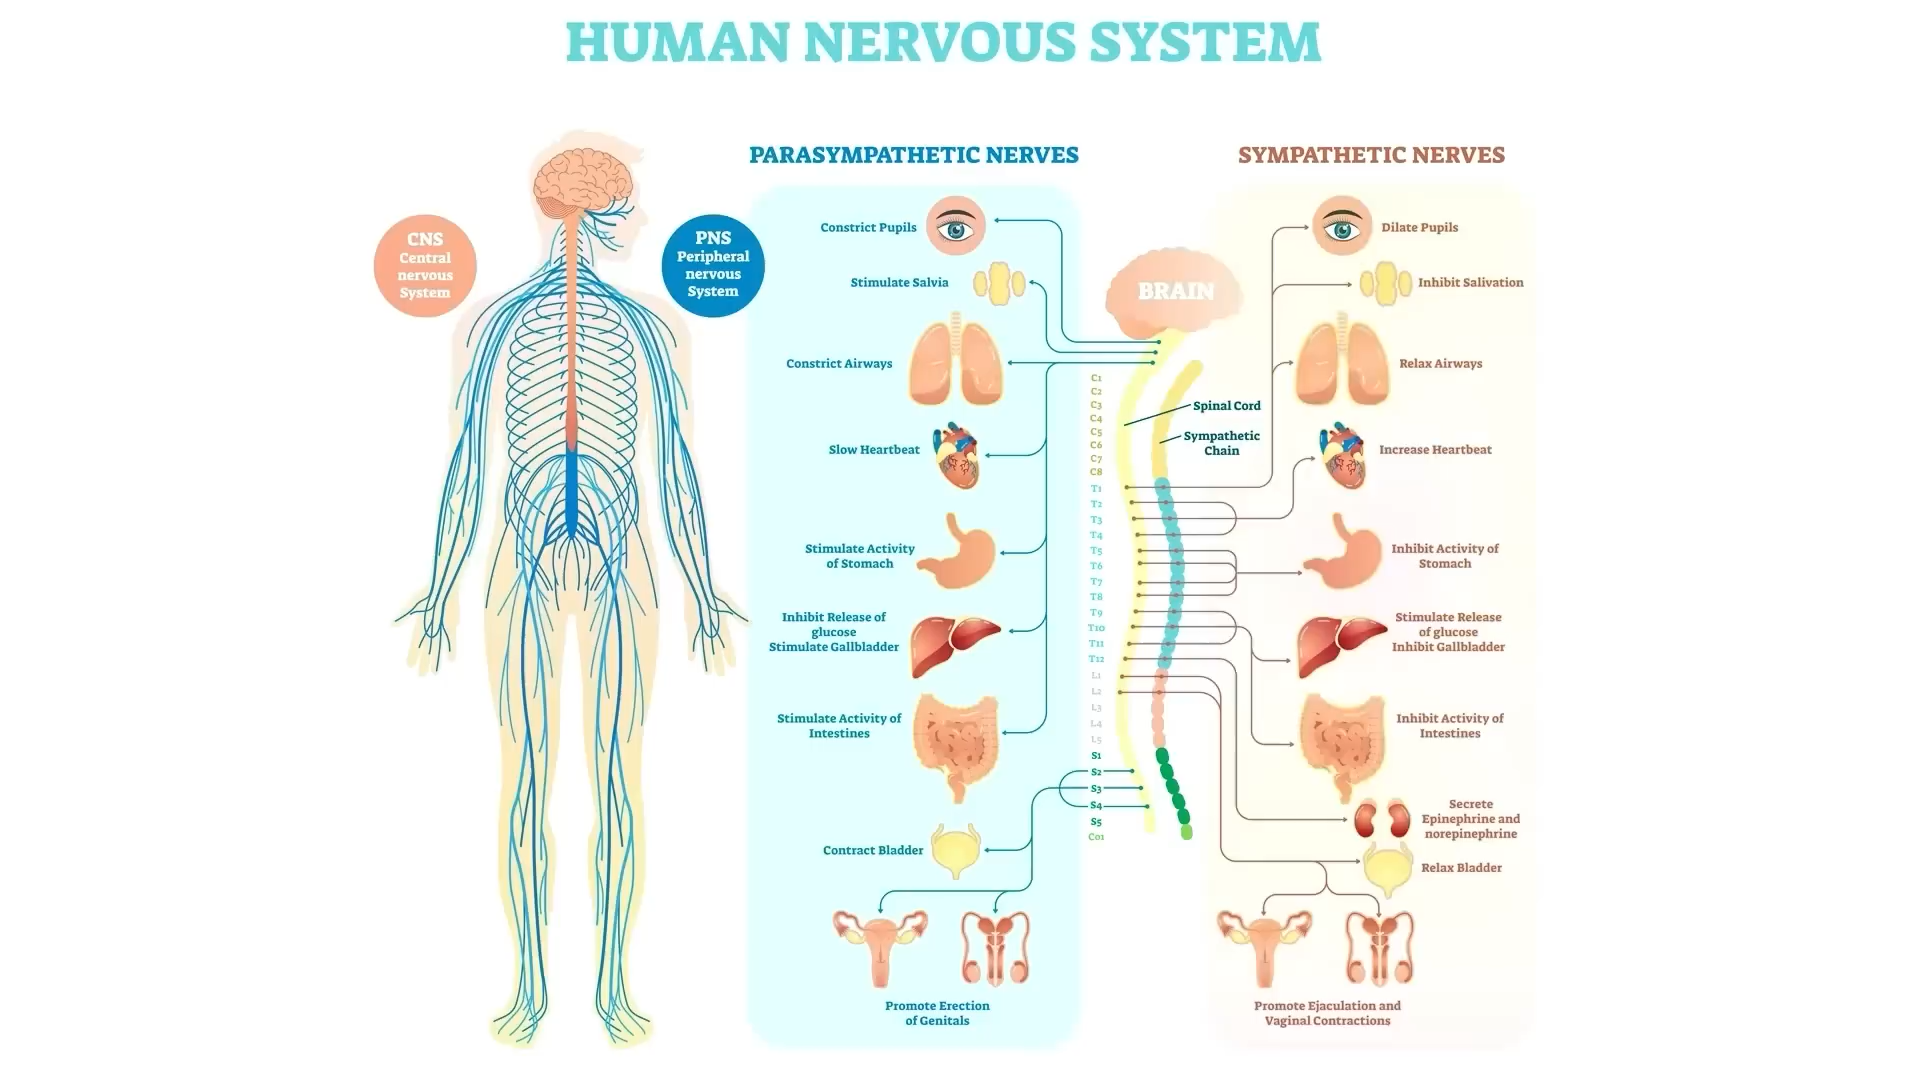 HUMAN NERVOUS SYSTEM
CNS
Central
nervous
System
PNS
Peripheral
nervous
System
PARASYMPATHETIC NERVES
Constrict Pupils
Stimulate Salvia
Constrict Airways
Slow Heartbeat
Stimulate Activity
of Stomach
Inhibit Release of
glucose
Stimulate Gallbladder
Stimulate Activity of
Intestines
Contract Bladder
Promote Erection
of Genitals
BRAIN
Spinal Cord
Sympathetic
Chain
C1
C2
C3
C4
C5
C6
C7
C8
T1
T2
T3
T4
T5
T6
T7
T8
T9
T10
T11
T12
L1
L2
L3
L4
L5
S1
S2
S3
S4
S5
Co1
SYMPATHETIC NERVES
Dilate Pupils
Inhibit Salivation
Relax Airways
Increase Heartbeat
Inhibit Activity of
Stomach
Stimulate Release
of glucose
Inhibit Gallbladder
Inhibit Activity of
Intestines
Secrete
Epinephrine and
norepinephrine
Relax Bladder
Promote Ejaculation and
Vaginal Contractions